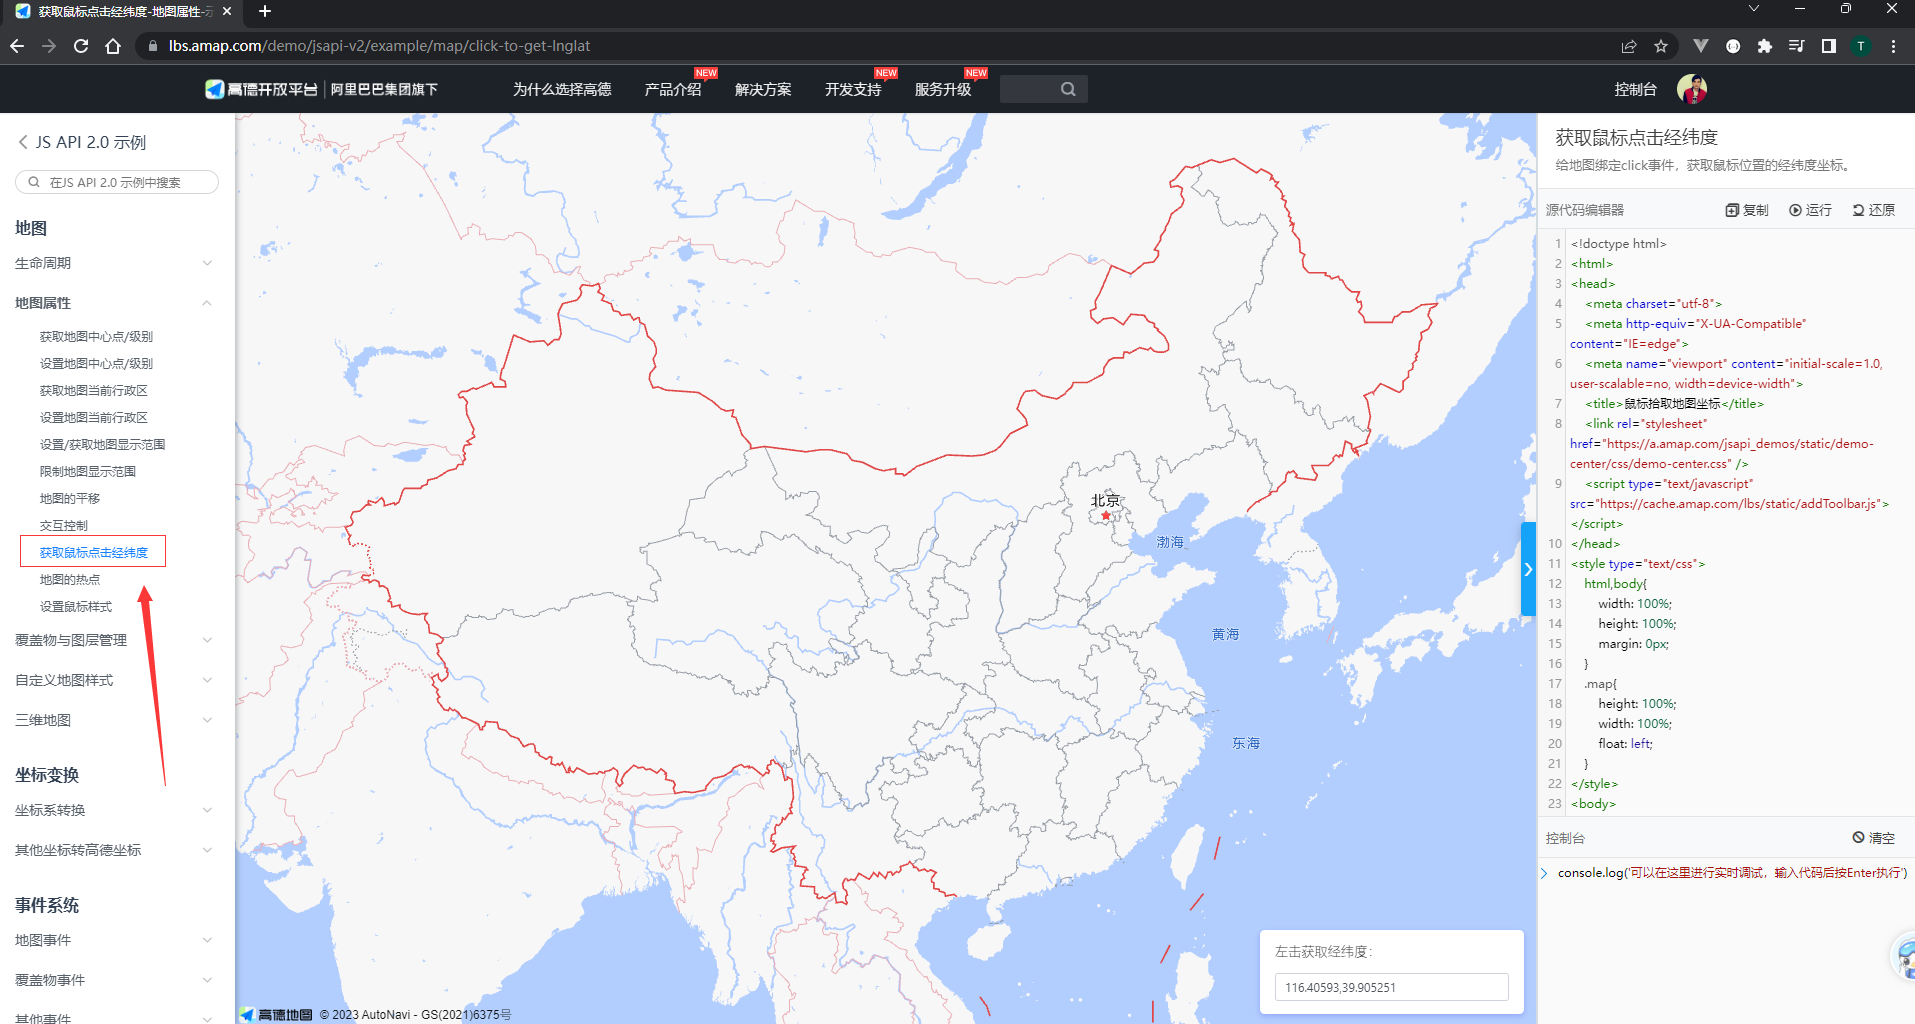 获取鼠标点击经纬度-地图属性-示
lbs.amap.com/demo/jsapi-v2/example/map/click-to-get-lnglat
T
高德开放平台 | 阿里巴巴集团旗下
为什么选择高德
产品介绍 NEW
解决方案
开发支持 NEW
服务升级 NEW
控制台
JS API 2.0 示例
在JS API 2.0 示例中搜索
地图
生命周期
地图属性
获取地图中心点/级别
设置地图中心点/级别
获取地图当前行政区
设置地图当前行政区
设置/获取地图显示范围
限制地图显示范围
地图的平移
交互控制
获取鼠标点击经纬度
地图的热点
设置鼠标样式
覆盖物与图层管理
自定义地图样式
三维地图
坐标变换
坐标系转换
其他坐标转高德坐标
事件系统
地图事件
覆盖物事件
其他事件
北京
渤海
黄海
东海
高德地图 © 2023 AutoNavi - GS(2021)6375号
左击获取经纬度：
116.40593,39.905251
获取鼠标点击经纬度
给地图绑定click事件，获取鼠标位置的经纬度坐标。
源代码编辑器 复制 运行 还原
1 <!doctype html>
2 <html>
3 <head>
4 <meta charset="utf-8">
5 <meta http-equiv="X-UA-Compatible"
content="IE=edge">
6 <meta name="viewport" content="initial-scale=1.0,
user-scalable=no, width=device-width">
7 <title>鼠标拾取地图坐标</title>
8 <link rel="stylesheet"
href="https://a.amap.com/jsapi_demos/static/demo-
center/css/demo-center.css" />
9 <script type="text/javascript"
src="https://cache.amap.com/lbs/static/addToolbar.js">
</script>
10 </head>
11 <style type="text/css">
12 html,body{
13 width: 100%;
14 height: 100%;
15 margin: 0px;
16 }
17 .map{
18 height: 100%;
19 width: 100%;
20 float: left;
21 }
22 </style>
23 <body>
控制台 清空
console.log('可以在这里进行实时调试，输入代码后按Enter执行')